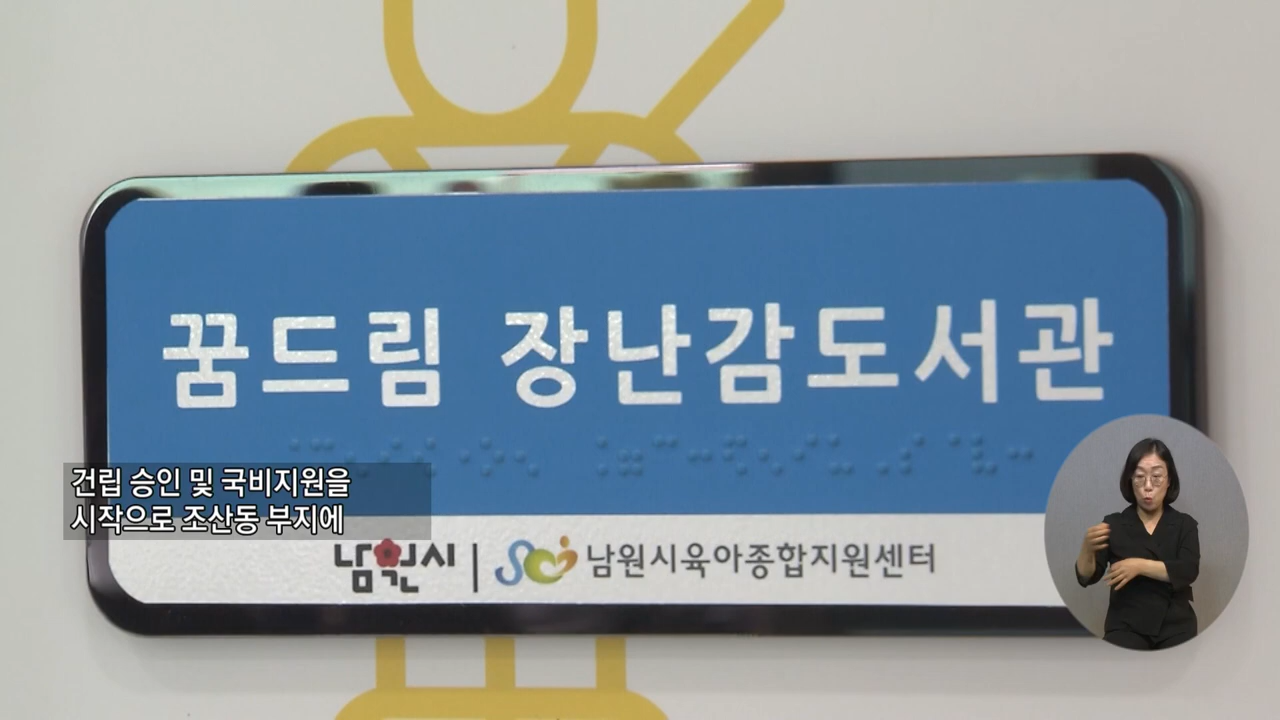 꿈드림 장난감도서관
건립 승인 및 국비지원을
시작으로 조산동 부지에
남원시 | 남원시육아종합지원센터